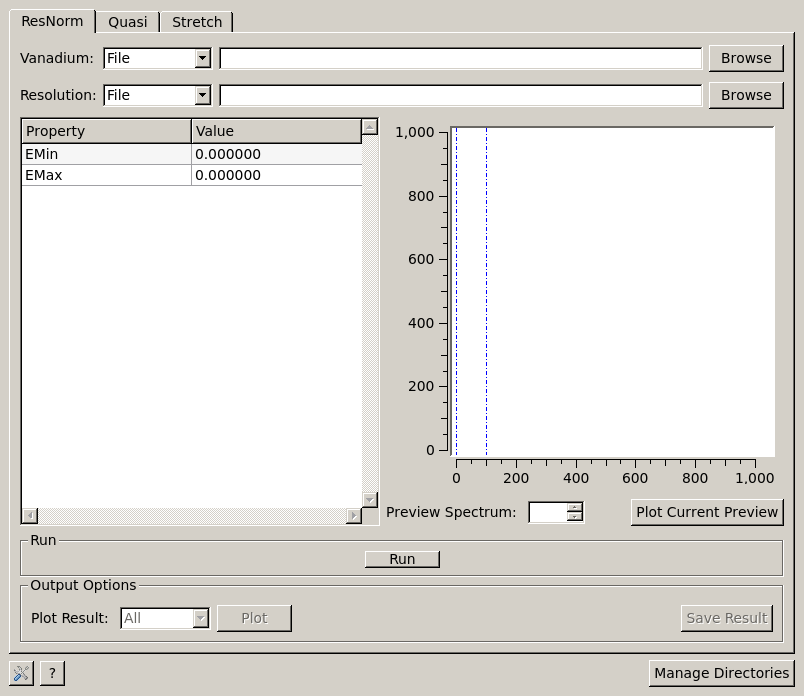 ResNorm Quasi Stretch
Vanadium: File Browse
Resolution: File Browse
Property Value
EMin 0.000000
EMax 0.000000
1,000
800
600
400
200
0
0 200 400 600 800 1,000
Preview Spectrum: Plot Current Preview
Run
Run
Output Options
Plot Result: All Plot Save Result
? Manage Directories